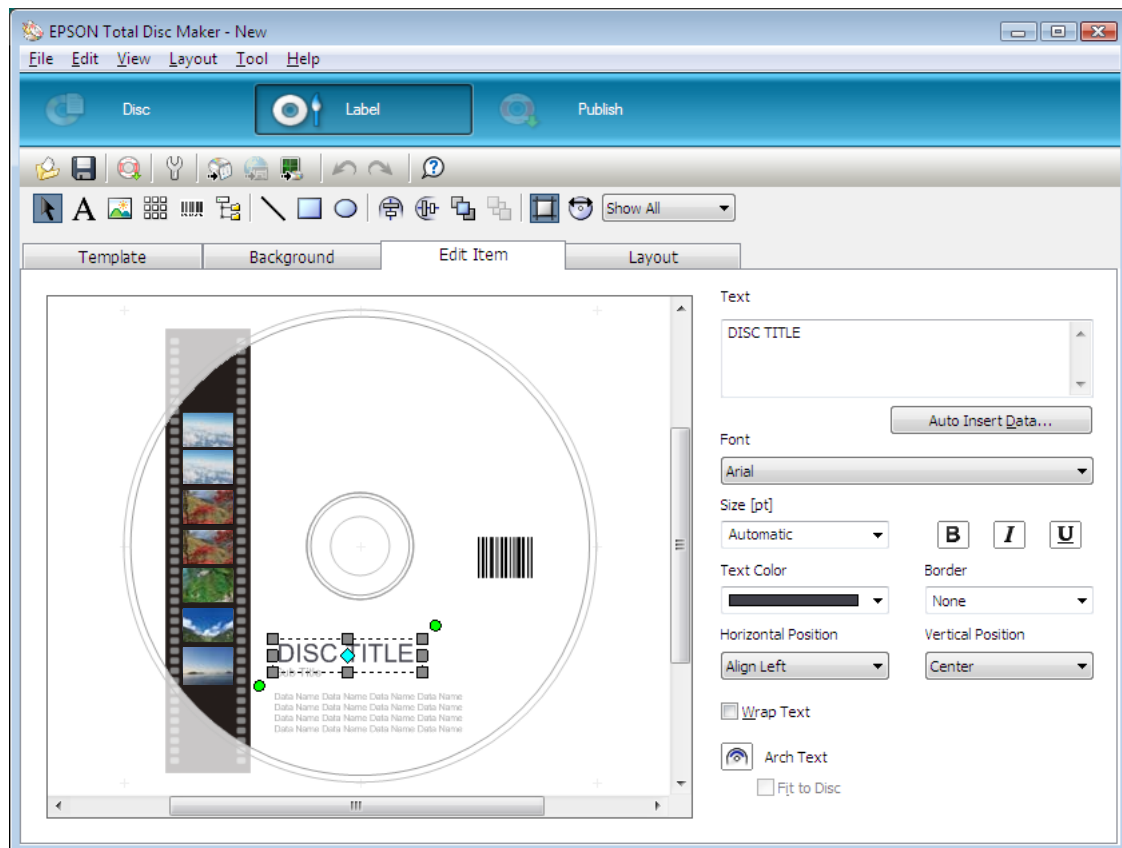 EPSON Total Disc Maker - New
File Edit View Layout Tool Help
Disc Label Publish
Show All
Template Background Edit Item Layout
Text
DISC TITLE
Auto Insert Data...
Font
Arial
Size [pt]
Automatic B I U
Text Color Border
None
Horizontal Position Vertical Position
Align Left Center
Wrap Text
Arch Text
Fit to Disc
DISC TITLE
Sub Title
Data Name Data Name Data Name Data Name
Data Name Data Name Data Name Data Name
Data Name Data Name Data Name Data Name
Data Name Data Name Data Name Data Name